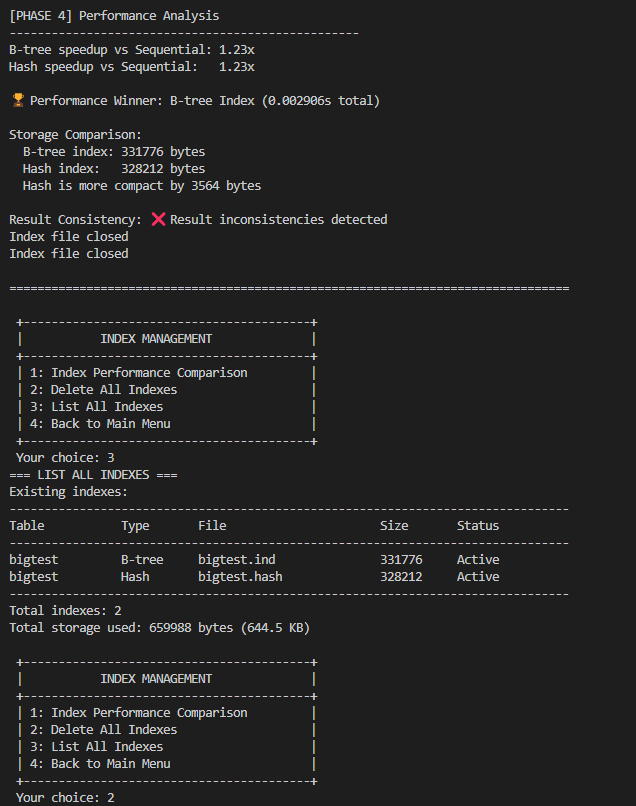 [PHASE 4] Performance Analysis
--------------------------------------------------
B-tree speedup vs Sequential: 1.23x
Hash speedup vs Sequential:   1.23x
🏆 Performance Winner: B-tree Index (0.002906s total)
Storage Comparison:
  B-tree index: 331776 bytes
  Hash index:   328212 bytes
  Hash is more compact by 3564 bytes
Result Consistency: ❌ Result inconsistencies detected
Index file closed
Index file closed
================================================================================
 +-----------------------------------------+
 |           INDEX MANAGEMENT              |
 +-----------------------------------------+
 | 1: Index Performance Comparison         |
 | 2: Delete All Indexes                   |
 | 3: List All Indexes                     |
 | 4: Back to Main Menu                    |
 +-----------------------------------------+
 Your choice: 3
=== LIST ALL INDEXES ===
Existing indexes:
--------------------------------------------------------------------------------
Table           Type       File                      Size       Status
--------------------------------------------------------------------------------
bigtest         B-tree     bigtest.ind               331776     Active
bigtest         Hash       bigtest.hash              328212     Active
--------------------------------------------------------------------------------
Total indexes: 2
Total storage used: 659988 bytes (644.5 KB)
 +-----------------------------------------+
 |           INDEX MANAGEMENT              |
 +-----------------------------------------+
 | 1: Index Performance Comparison         |
 | 2: Delete All Indexes                   |
 | 3: List All Indexes                     |
 | 4: Back to Main Menu                    |
 +-----------------------------------------+
 Your choice: 2